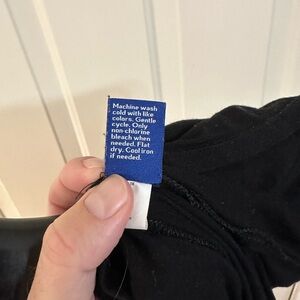 Machine wash
cold with like
colors. Gentle
cycle. Only
non-chlorine
bleach when
needed. Flat
dry. Cool iron
if needed.